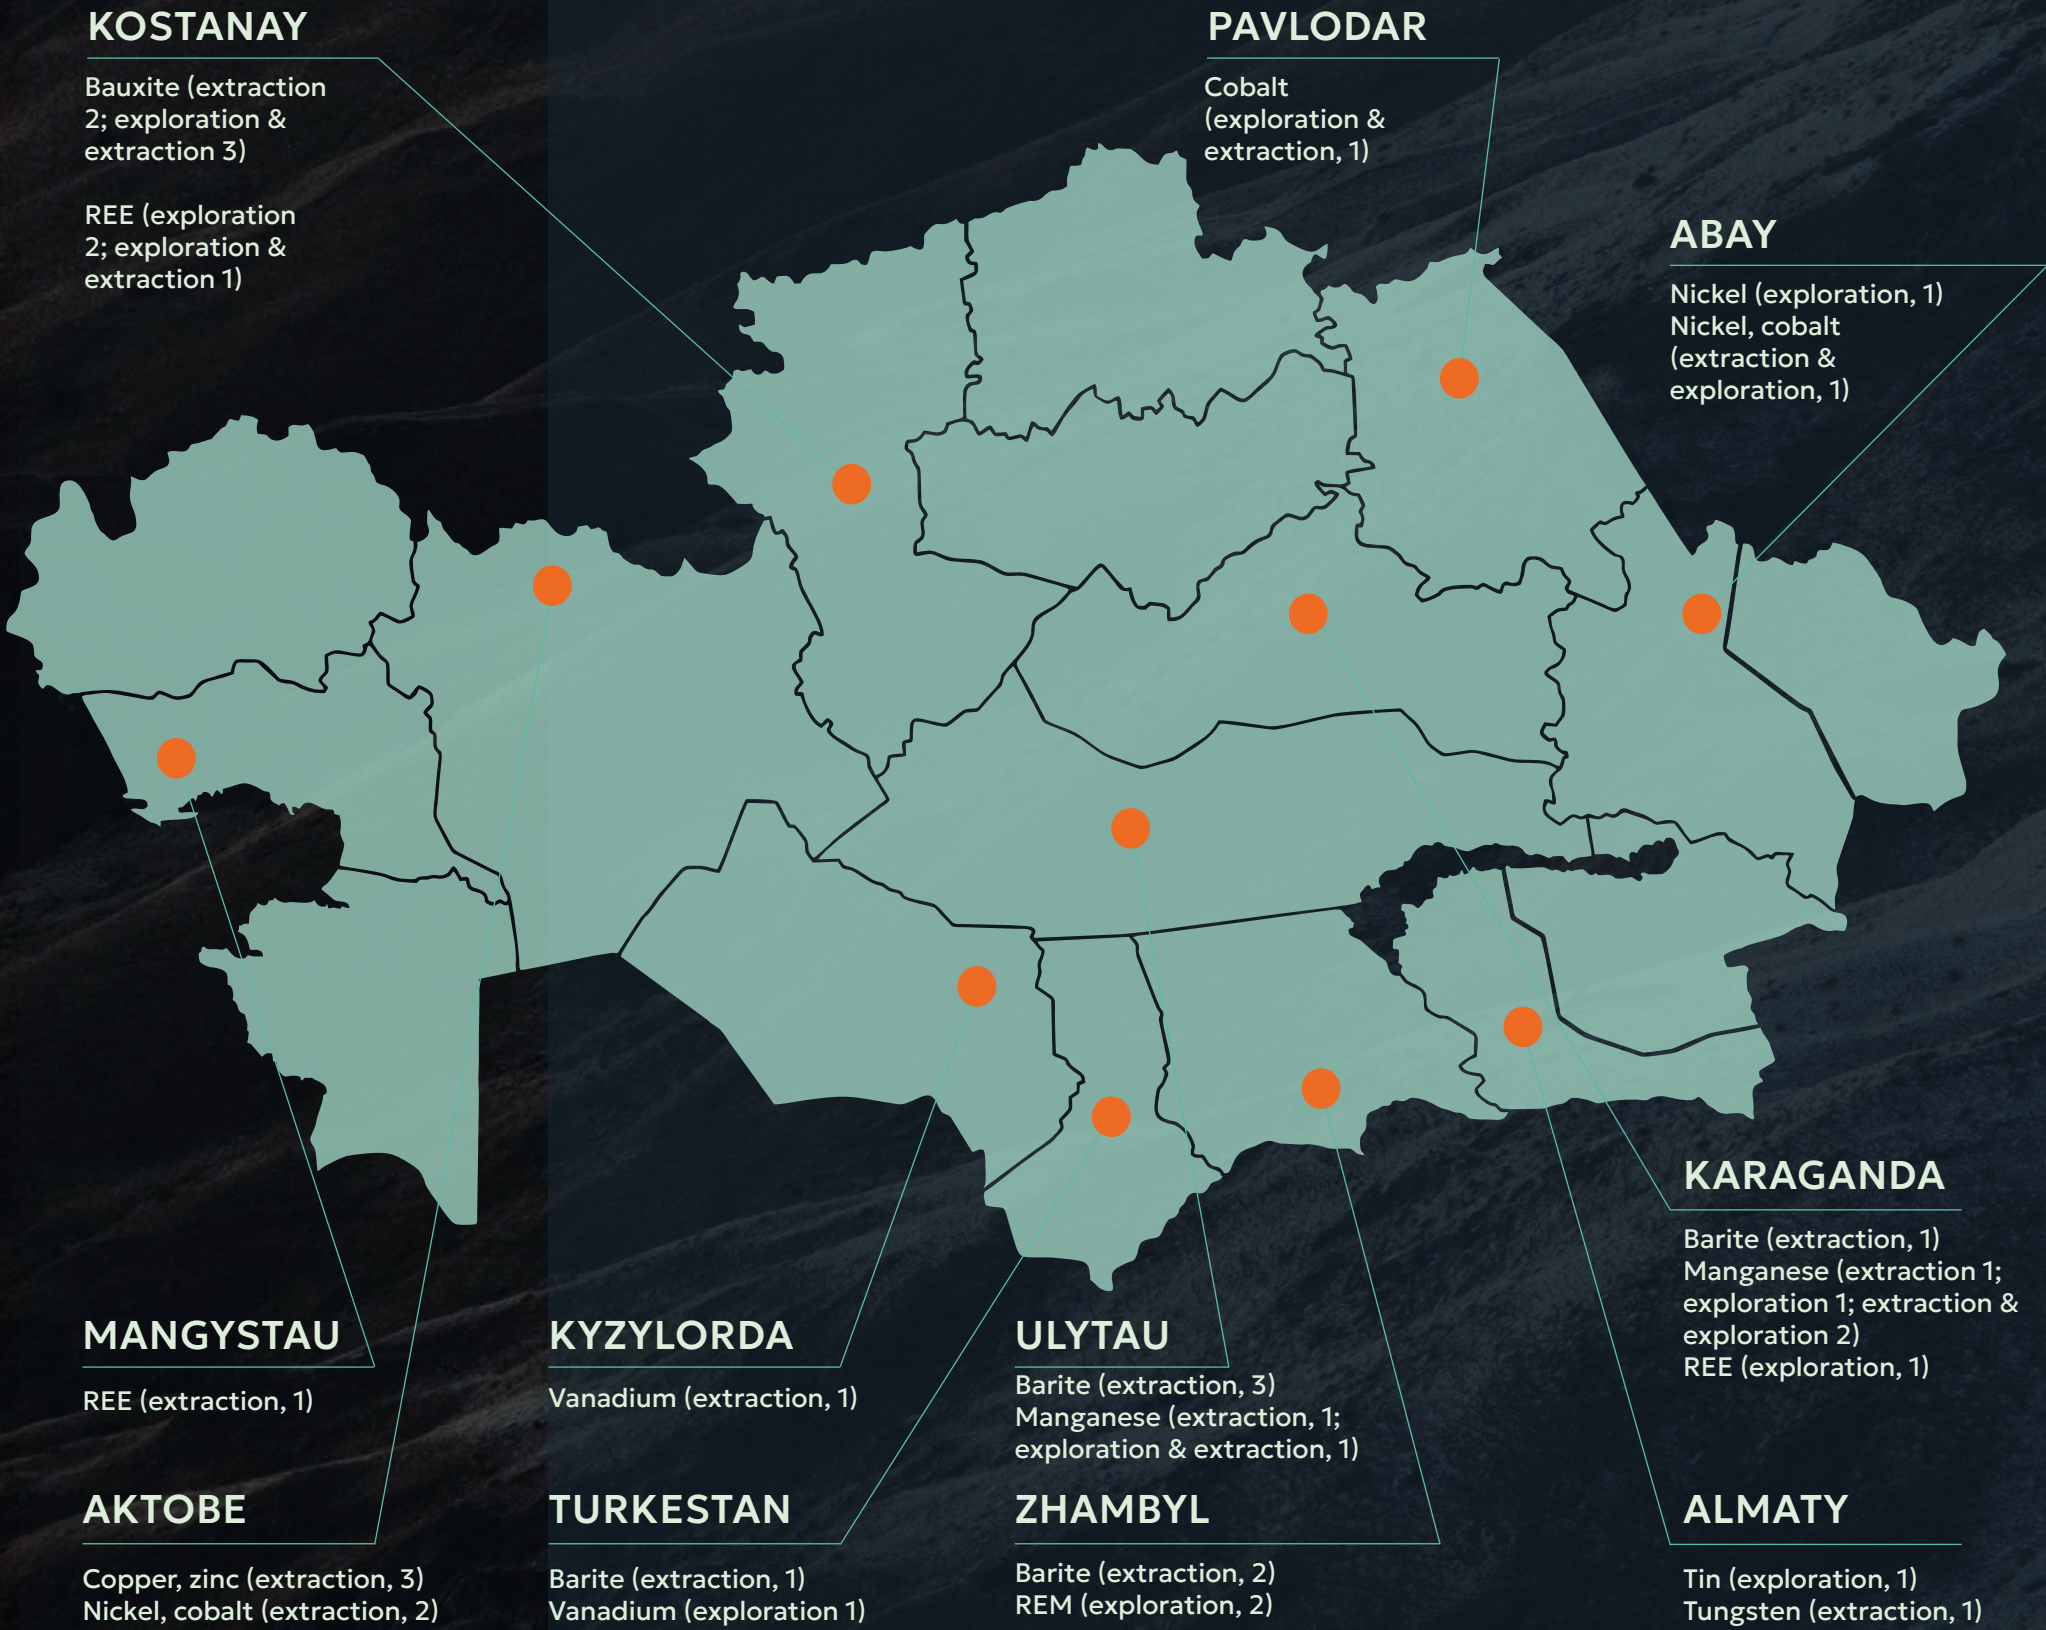 KOSTANAY
Bauxite (extraction
2; exploration &
extraction 3)
REE (exploration
2; exploration &
extraction 1)
PAVLODAR
Cobalt
(exploration &
extraction, 1)
ABAY
Nickel (exploration, 1)
Nickel, cobalt
(extraction &
exploration, 1)
KARAGANDA
Barite (extraction, 1)
Manganese (extraction 1;
exploration 1; extraction &
exploration 2)
REE (exploration, 1)
MANGYSTAU
REE (extraction, 1)
KYZYLORDA
Vanadium (extraction, 1)
ULYTAU
Barite (extraction, 3)
Manganese (extraction, 1;
exploration & extraction, 1)
AKTOBE
Copper, zinc (extraction, 3)
Nickel, cobalt (extraction, 2)
TURKESTAN
Barite (extraction, 1)
Vanadium (exploration 1)
ZHAMBYL
Barite (extraction, 2)
REM (exploration, 2)
ALMATY
Tin (exploration, 1)
Tungsten (extraction, 1)